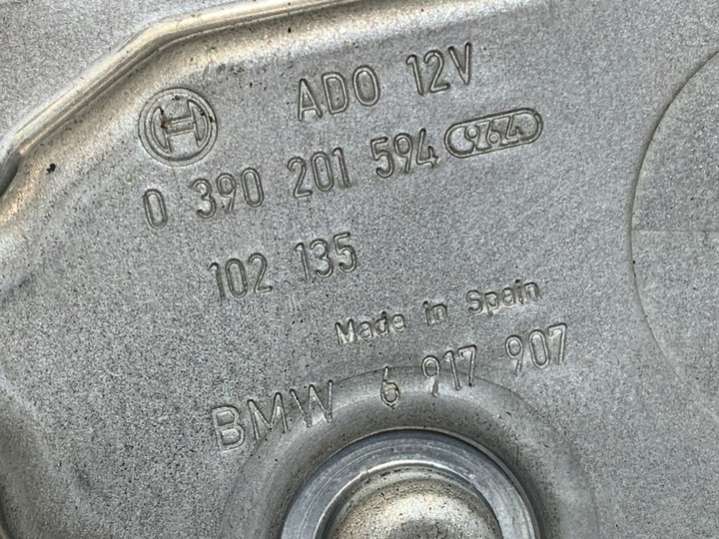 ADO 12V
0 390 201 594
102 135
Made in Spain
BMW 6 917 907